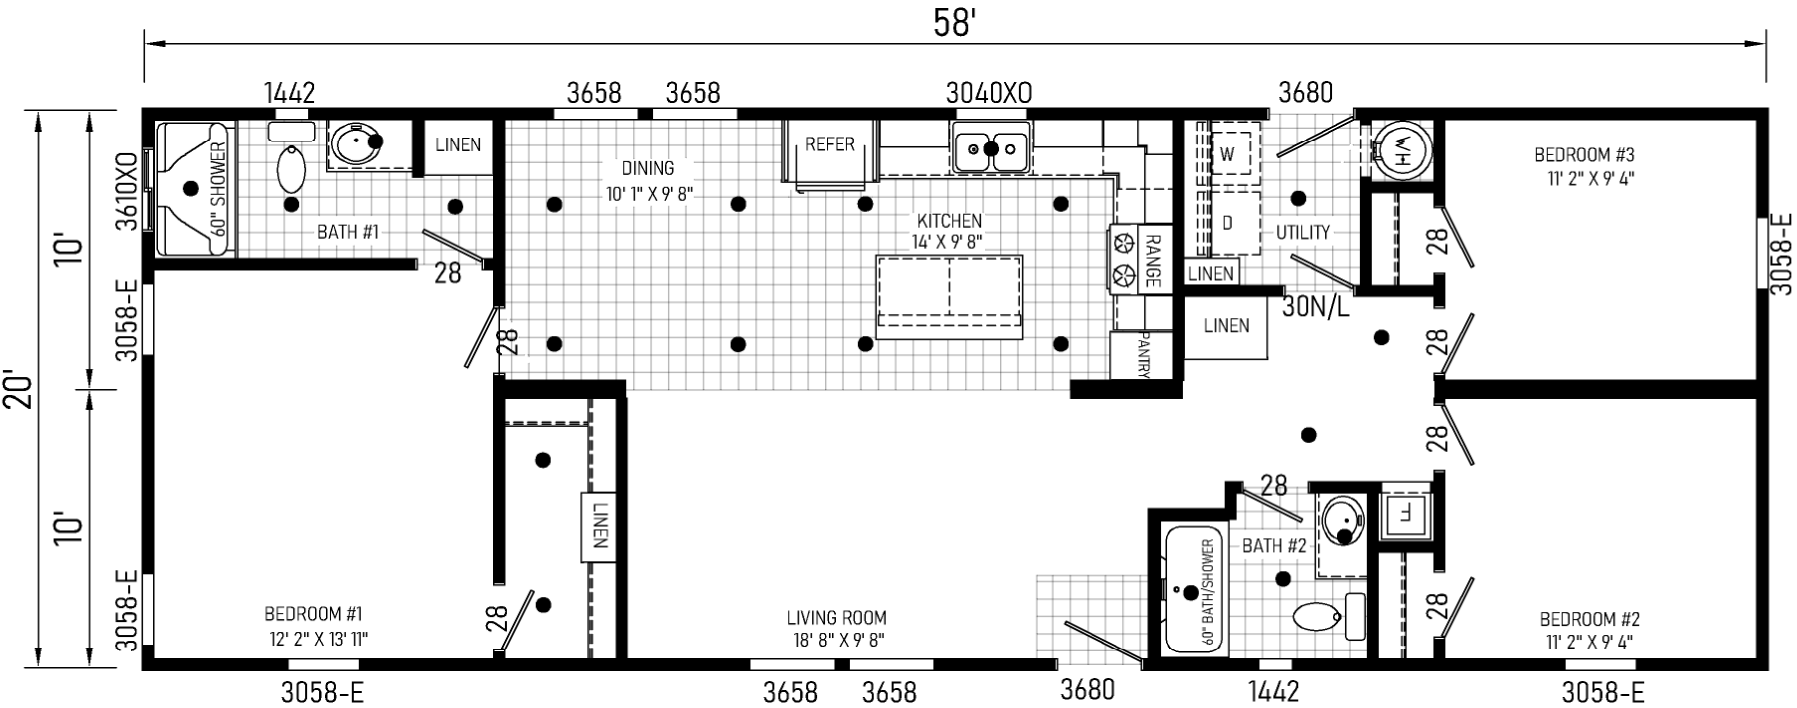 58'
1442
3658
3658
3040XO
3680
LINEN
REFER
W
WH
DINING
10' 1" X 9' 8"
BEDROOM #3
11' 2" X 9' 4"
3610XO
60" SHOWER
BATH #1
KITCHEN
14' X 9' 8"
D
UTILITY
28
3058-E
10'
28
RANGE
LINEN
30N/L
3058-E
28
LINEN
28
PANTRY
20'
28
10'
LINEN
28
F
BATH #2
60" BATH/SHOWER
3058-E
BEDROOM #1
12' 2" X 13' 11"
28
LIVING ROOM
18' 8" X 9' 8"
28
BEDROOM #2
11' 2" X 9' 4"
3058-E
3658
3658
3680
1442
3058-E